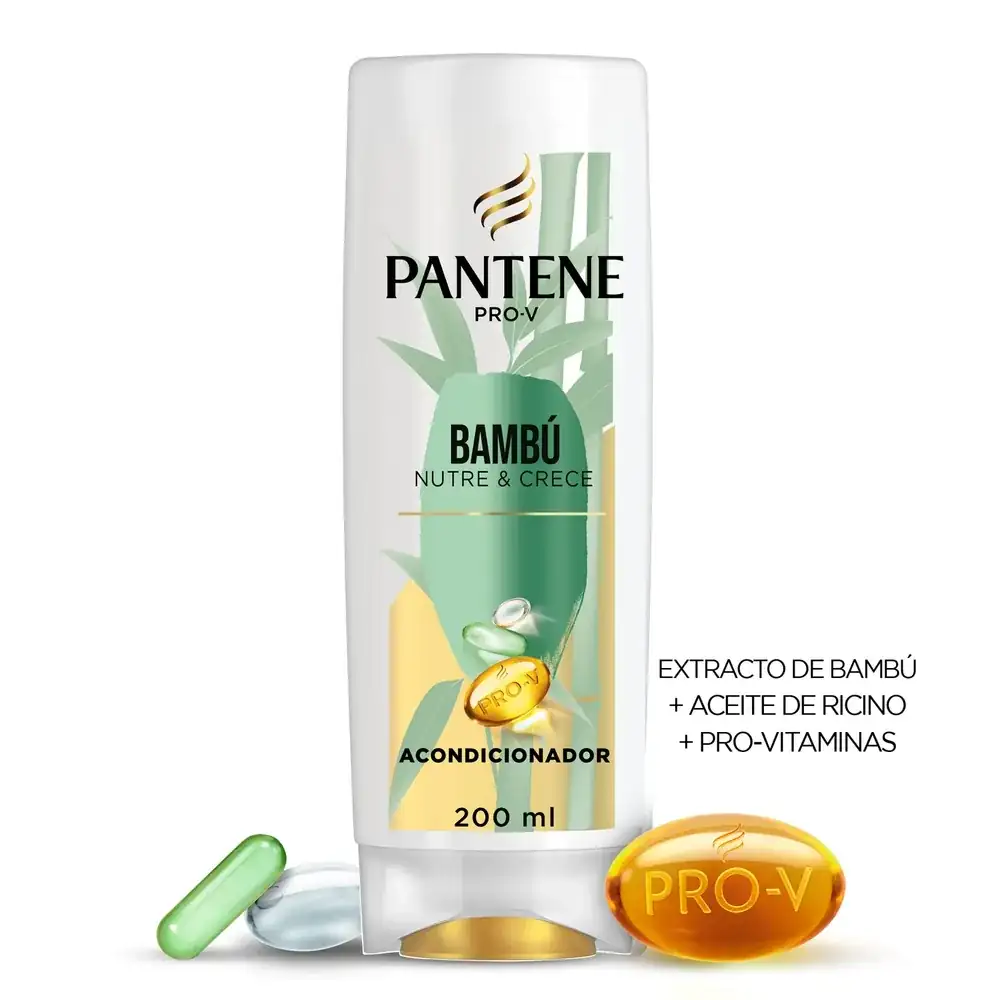 PANTENE
PRO-V
BAMBÚ
NUTRE & CRECE
PRO-V
ACONDICIONADOR
200 ml
EXTRACTO DE BAMBÚ
+ ACEITE DE RICINO
+ PRO-VITAMINAS
PRO-V